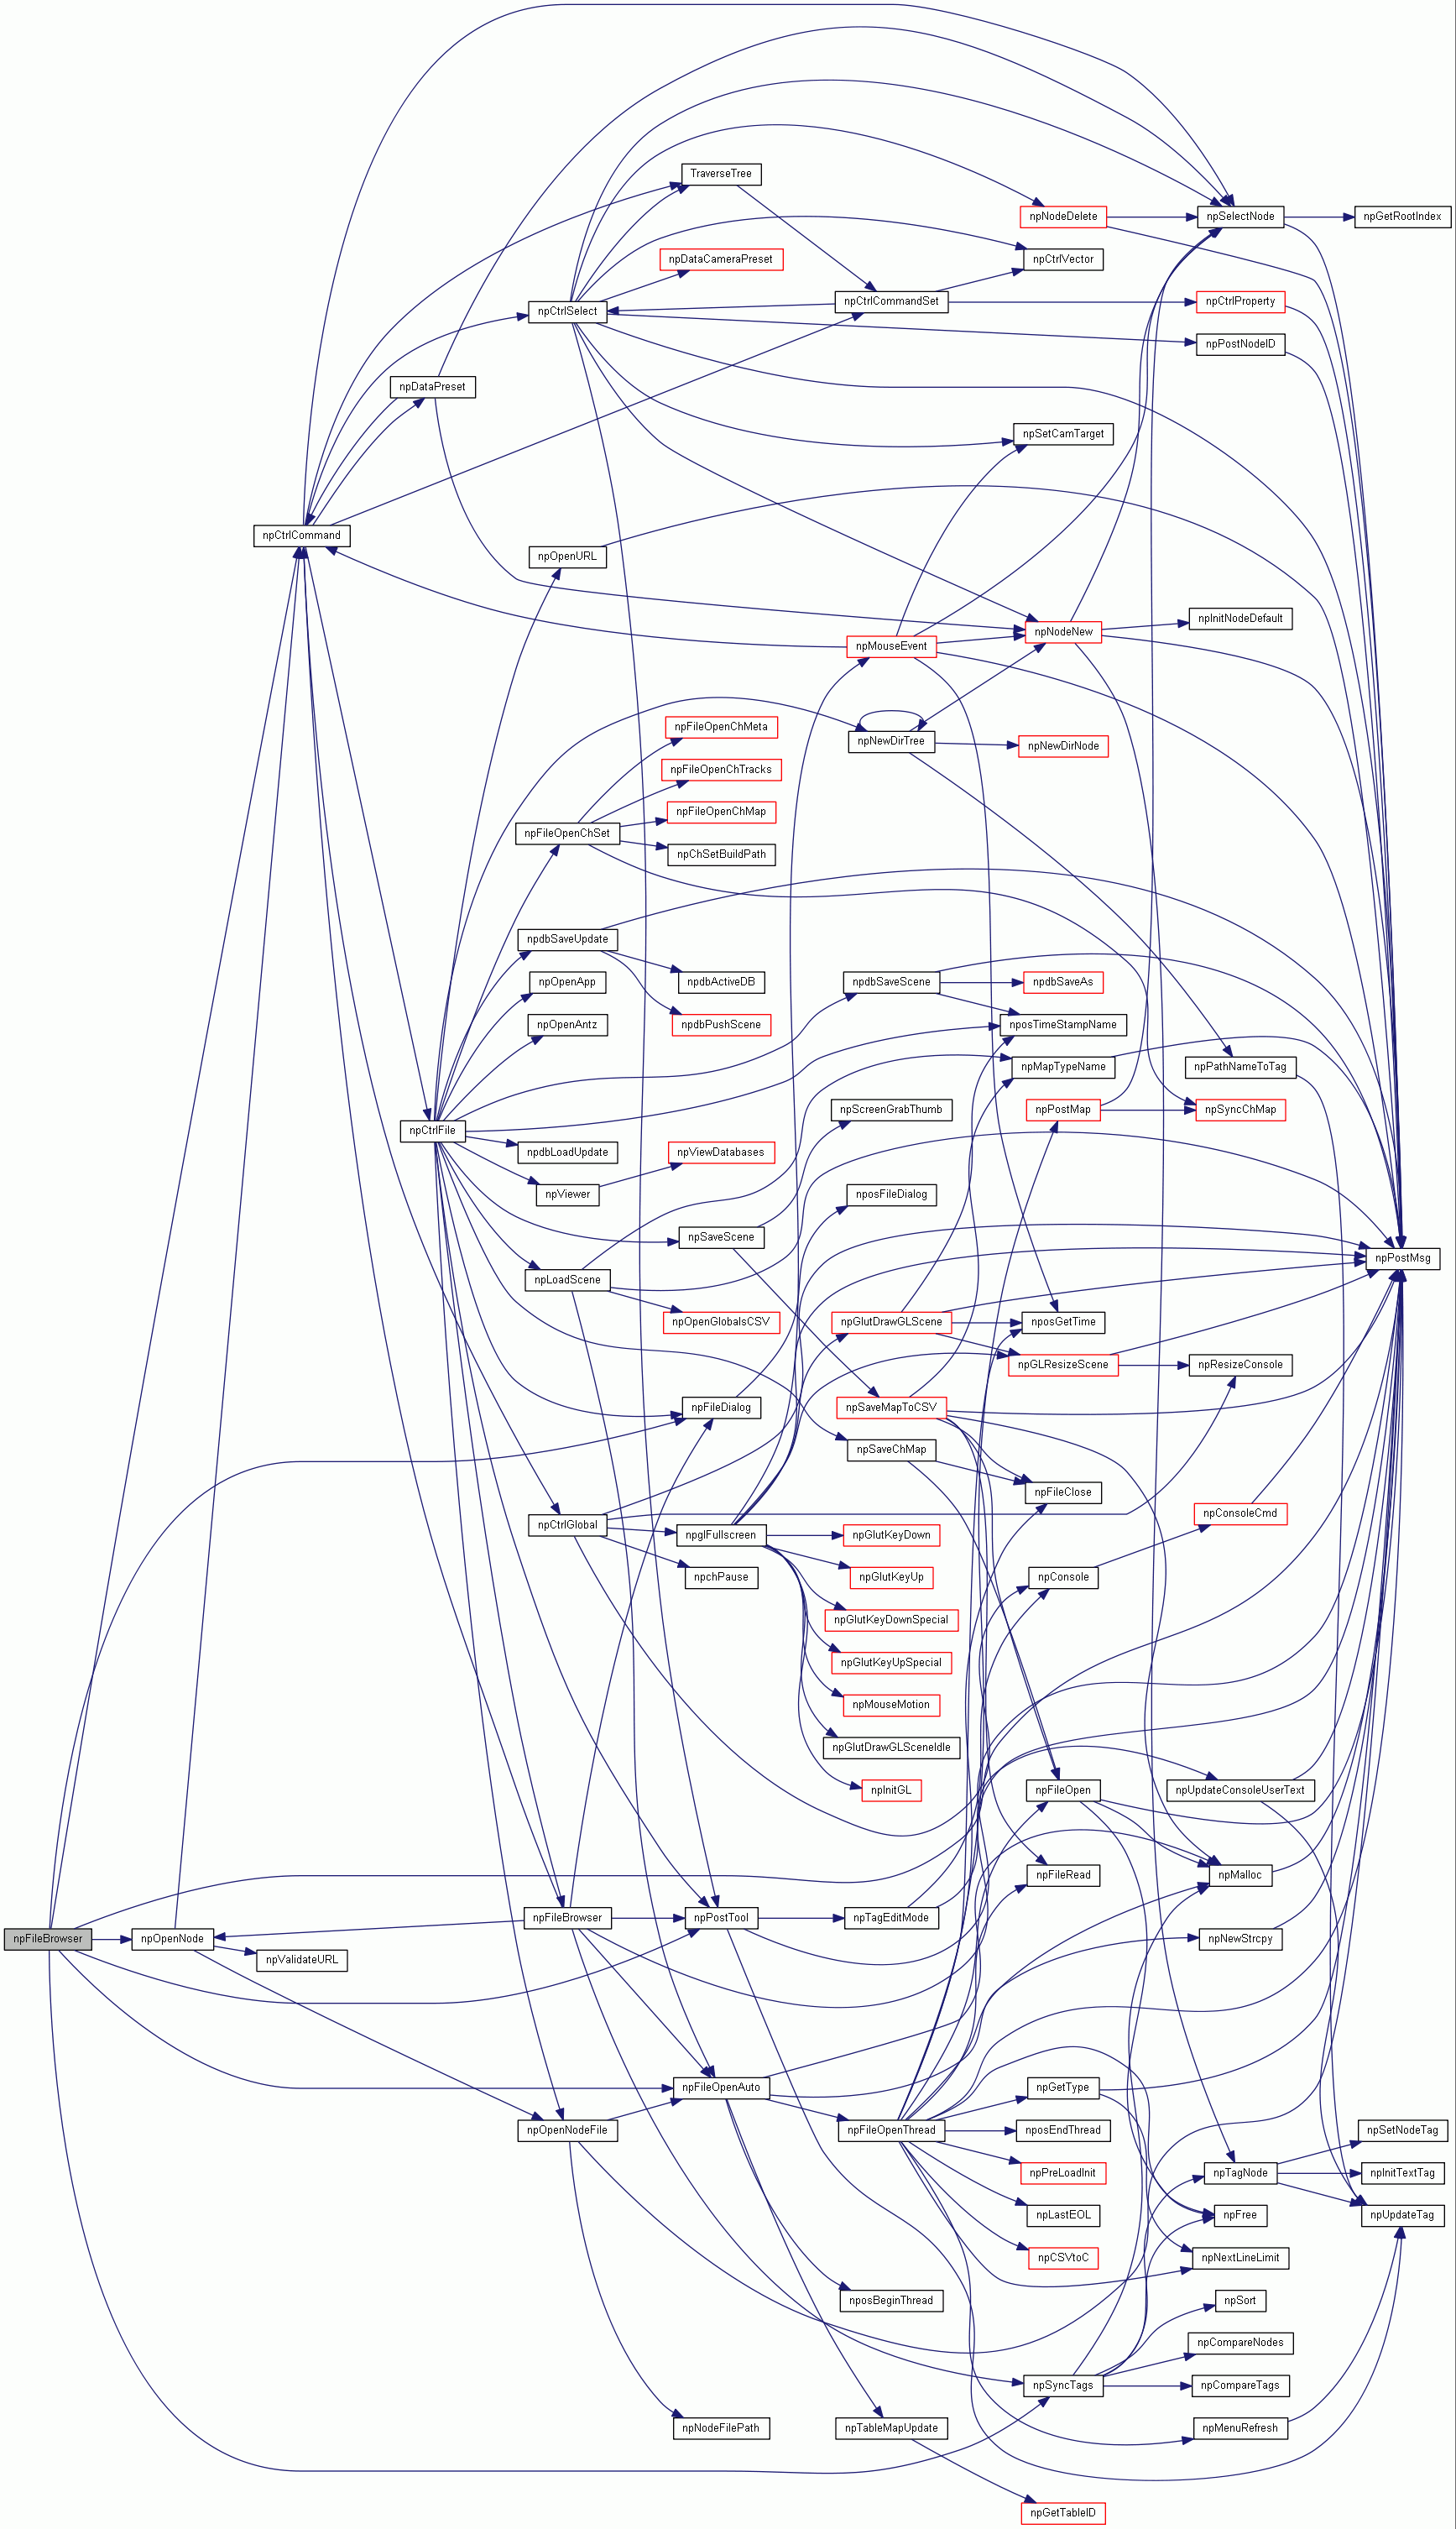 TraverseTree
npNodeDelete
npSelectNode
npGetRootIndex
npDataCameraPreset
npCtrlVector
npCtrlSelect
npCtrlCommandSet
npCtrlProperty
npPostNodeID
npDataPreset
npSetCamTarget
npCtrlCommand
npOpenURL
npInitNodeDefault
npMouseEvent
npNodeNew
npFileOpenChMeta
npNewDirTree
npNewDirNode
npFileOpenChTracks
npFileOpenChMap
npFileOpenChSet
npChSetBuildPath
npdbSaveUpdate
npOpenApp
npdbActiveDB
npdbSaveScene
npdbSaveAs
npOpenAntz
npdbPushScene
nposTimeStampName
npMapTypeName
npPathNameToTag
npScreenGrabThumb
npPostMap
npSyncChMap
npCtrlFile
npdbLoadUpdate
npViewDatabases
npViewer
nposFileDialog
npSaveScene
npPostMsg
npLoadScene
npOpenGlobalsCSV
npGlutDrawGLScene
nposGetTime
npGLResizeScene
npResizeConsole
npFileDialog
npSaveMapToCSV
npSaveChMap
npFileClose
npCtrlGlobal
npglFullscreen
npGlutKeyDown
npConsoleCmd
npchPause
npGlutKeyUp
npConsole
npGlutKeyDownSpecial
npGlutKeyUpSpecial
npMouseMotion
npGlutDrawGLSceneIdle
npInitGL
npFileOpen
npUpdateConsoleUserText
npFileRead
npMalloc
npFileBrowser
npOpenNode
npFileBrowser
npPostTool
npTagEditMode
npNewStrcpy
npValidateURL
npFileOpenAuto
npGetType
npOpenNodeFile
npFileOpenThread
nposEndThread
npSetNodeTag
npPreLoadInit
npTagNode
npInitTextTag
npLastEOL
npFree
npUpdateTag
npCSVtoC
npNextLineLimit
nposBeginThread
npSort
npCompareNodes
npSyncTags
npCompareTags
npNodeFilePath
npTableMapUpdate
npMenuRefresh
npGetTableID